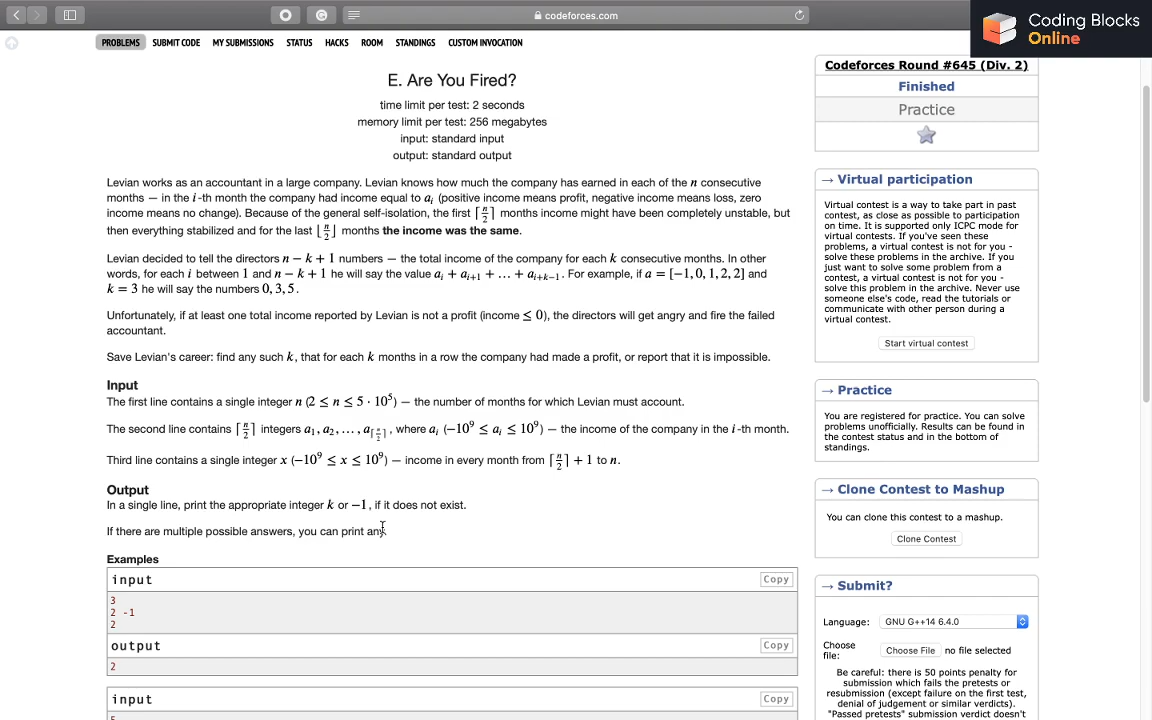 codeforces.com
Coding Blocks
Online
PROBLEMS SUBMIT CODE MY SUBMISSIONS STATUS HACKS ROOM STANDINGS CUSTOM INVOCATION
E. Are You Fired?
time limit per test: 2 seconds
memory limit per test: 256 megabytes
input: standard input
output: standard output
Levian works as an accountant in a large company. Levian knows how much the company has earned in each of the n consecutive
months — in the i-th month the company had income equal to aᵢ (positive income means profit, negative income means loss, zero
income means no change). Because of the general self-isolation, the first ⌈n/2⌉ months income might have been completely unstable, but
then everything stabilized and for the last ⌊n/2⌋ months the income was the same.
Levian decided to tell the directors n − k + 1 numbers — the total income of the company for each k consecutive months. In other
words, for each i between 1 and n − k + 1 he will say the value aᵢ + aᵢ₊₁ + … + aᵢ₊ₖ₋₁. For example, if a = [−1, 0, 1, 2, 2] and
k = 3 he will say the numbers 0, 3, 5.
Unfortunately, if at least one total income reported by Levian is not a profit (income ≤ 0), the directors will get angry and fire the failed
accountant.
Save Levian's career: find any such k, that for each k months in a row the company had made a profit, or report that it is impossible.
Input
The first line contains a single integer n (2 ≤ n ≤ 5 · 10⁵) — the number of months for which Levian must account.
The second line contains ⌈n/2⌉ integers a₁, a₂, … , a⌈n/2⌉, where aᵢ (−10⁹ ≤ aᵢ ≤ 10⁹) — the income of the company in the i-th month.
Third line contains a single integer x (−10⁹ ≤ x ≤ 10⁹) — income in every month from ⌈n/2⌉ + 1 to n.
Output
In a single line, print the appropriate integer k or −1, if it does not exist.
If there are multiple possible answers, you can print any.
Examples
input Copy
3
2 -1
2
output Copy
2
input Copy
Codeforces Round #645 (Div. 2)
Finished
Practice
→ Virtual participation
Virtual contest is a way to take part in past
contest, as close as possible to participation
on time. It is supported only ICPC mode for
virtual contests. If you've seen these
problems, a virtual contest is not for you -
solve these problems in the archive. If you
just want to solve some problem from a
contest, a virtual contest is not for you -
solve this problem in the archive. Never use
someone else's code, read the tutorials or
communicate with other person during a
virtual contest.
Start virtual contest
→ Practice
You are registered for practice. You can solve
problems unofficially. Results can be found in
the contest status and in the bottom of
standings.
→ Clone Contest to Mashup
You can clone this contest to a mashup.
Clone Contest
→ Submit?
Language: GNU G++14 6.4.0
Choose
file: Choose File no file selected
Be careful: there is 50 points penalty for
submission which fails the pretests or
resubmission (except failure on the first test,
denial of judgement or similar verdicts).
"Passed pretests" submission verdict doesn't